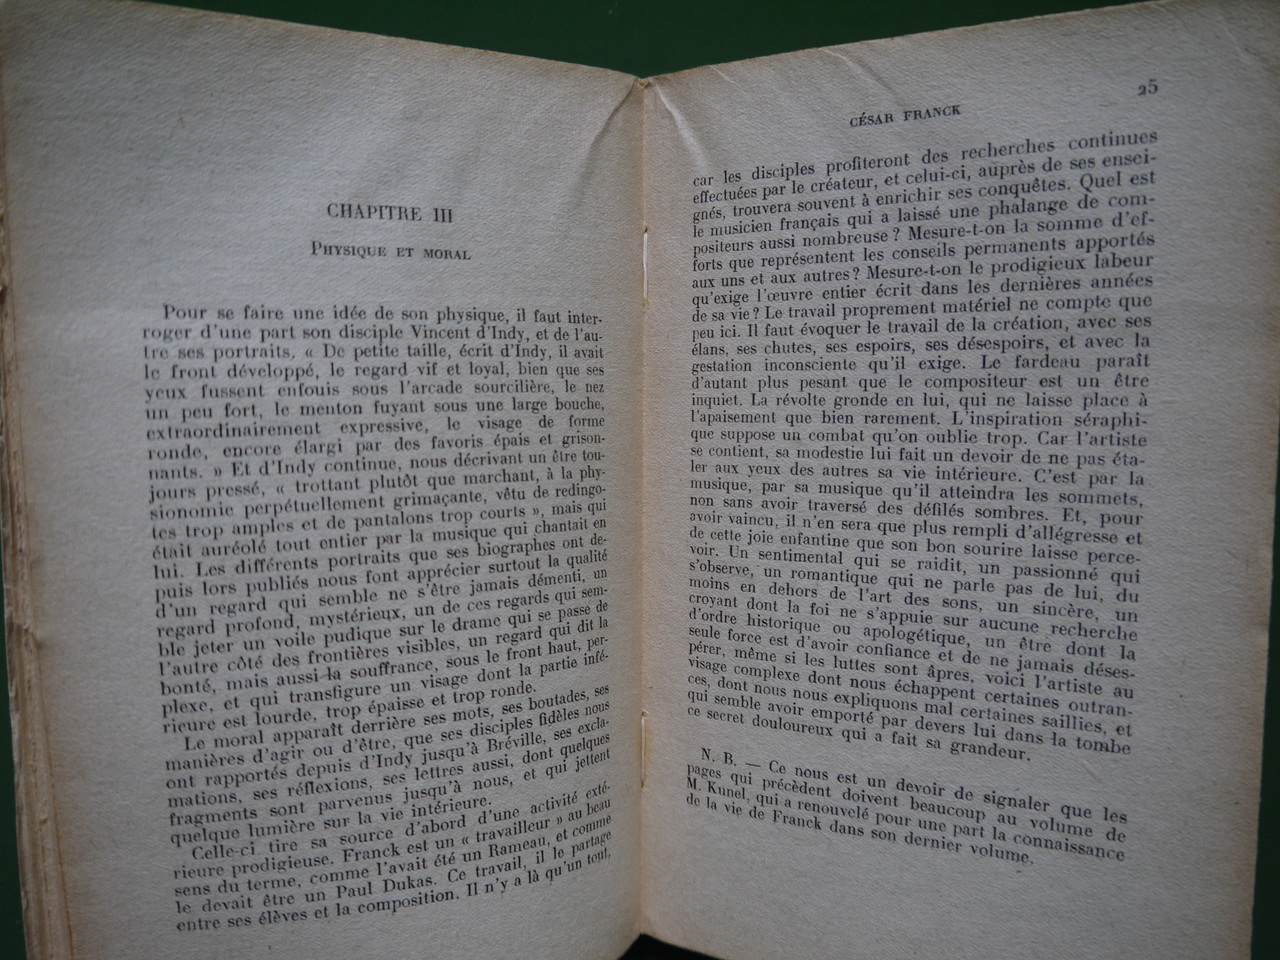 CHAPITRE III
PHYSIQUE ET MORAL
Pour se faire une idée de son physique, il faut inter-
roger d'une part son disciple Vincent d'Indy, et de l'au-
tre ses portraits. « De petite taille, écrit d'Indy, il avait
le front développé, le regard vif et loyal, bien que ses
yeux fussent enfouis sous l'arcade sourcilière, le nez
un peu fort, le menton fuyant sous une large bouche,
extraordinairement expressive, le visage de forme
ronde, encore élargi par des favoris épais et grison-
nants. » Et d'Indy continue, nous décrivant un être tou-
jours pressé, « trottant plutôt que marchant, à la phy-
sionomie perpétuellement grimaçante, vêtu de redingo-
tes trop amples et de pantalons trop courts », mais qui
était auréolé tout entier par la musique qui chantait en
lui. Les différents portraits que ses biographes ont de-
puis lors publiés nous font apprécier surtout la qualité
d'un regard qui semble ne s'être jamais démenti, un
regard profond, mystérieux, un de ces regards qui sem-
ble jeter un voile pudique sur le drame qui se passe de
l'autre côté des frontières visibles, un regard qui dit la
bonté, mais aussi la souffrance, sous le front haut, per-
plexe, et qui transfigure un visage dont la partie infé-
rieure est lourde, trop épaisse et trop ronde.
Le moral apparaît derrière ses mots, ses boutades, ses
manières d'agir ou d'être, que ses disciples fidèles nous
ont rapportés depuis d'Indy jusqu'à Bréville, ses excla-
mations, ses réflexions, ses lettres aussi, dont quelques
fragments sont parvenus jusqu'à nous, et qui jettent
quelque lumière sur la vie intérieure.
Celle-ci tire sa source d'abord d'une activité exté-
rieure prodigieuse. Franck est un « travailleur » au beau
sens du terme, comme l'avait été un Rameau, et comme
le devait être un Paul Dukas. Ce travail, il le partage
entre ses élèves et la composition. Il n'y a là qu'un tout,
CÉSAR FRANCK 25
car les disciples profiteront des recherches continues
effectuées par le créateur, et celui-ci, auprès de ses ensei-
gnés, trouvera souvent à enrichir ses conquêtes. Quel est
le musicien français qui a laissé une phalange de com-
positeurs aussi nombreuse ? Mesure-t-on la somme d'ef-
forts que représentent les conseils permanents apportés
aux uns et aux autres ? Mesure-t-on le prodigieux labeur
qu'exige l'œuvre entier écrit dans les dernières années
de sa vie ? Le travail proprement matériel ne compte que
peu ici. Il faut évoquer le travail de la création, avec ses
élans, ses chutes, ses espoirs, ses désespoirs, et avec la
gestation inconsciente qu'il exige. Le fardeau paraît
d'autant plus pesant que le compositeur est un être
inquiet. La révolte gronde en lui, qui ne laisse place à
l'apaisement que bien rarement. L'inspiration séraphi-
que suppose un combat qu'on oublie trop. Car l'artiste
se contient, sa modestie lui fait un devoir de ne pas éta-
ler aux yeux des autres sa vie intérieure. C'est par la
musique, par sa musique qu'il atteindra les sommets,
non sans avoir traversé des défilés sombres. Et, pour
avoir vaincu, il n'en sera que plus rempli d'allégresse et
de cette joie enfantine que son bon sourire laisse perce-
voir. Un sentimental qui se raidit, un passionné qui
s'observe, un romantique qui ne parle pas de lui, du
moins en dehors de l'art des sons, un sincère, un
croyant dont la foi ne s'appuie sur aucune recherche
d'ordre historique ou apologétique, un être dont la
seule force est d'avoir confiance et de ne jamais déses-
pérer, même si les luttes sont âpres, voici l'artiste au
visage complexe dont nous échappent certaines outran-
ces, dont nous nous expliquons mal certaines saillies, et
qui semble avoir emporté par devers lui dans la tombe
ce secret douloureux qui a fait sa grandeur.
N. B. — Ce nous est un devoir de signaler que les
pages qui précèdent doivent beaucoup au volume de
M. Kunel, qui a renouvelé pour une part la connaissance
de la vie de Franck dans son dernier volume.